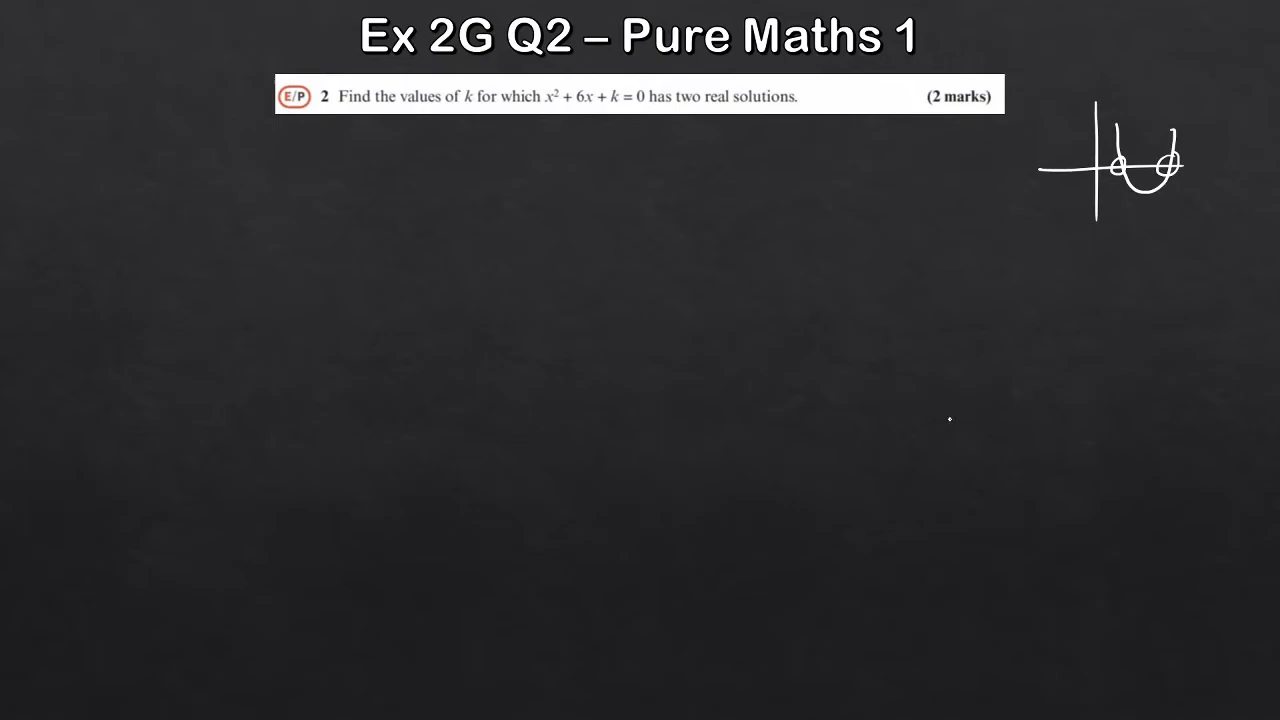 Ex 2G Q2 – Pure Maths 1
E/P 2 Find the values of k for which x² + 6x + k = 0 has two real solutions. (2 marks)